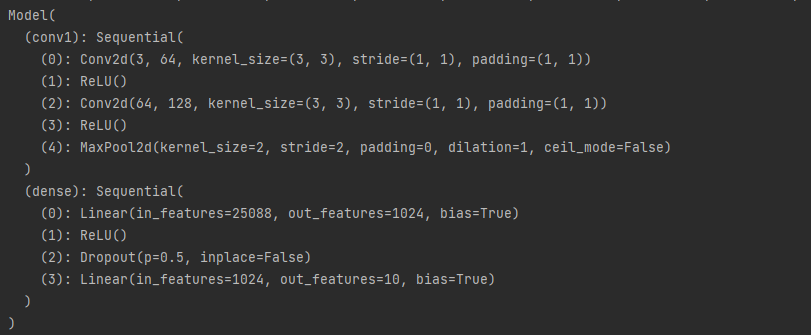 Model(
  (conv1): Sequential(
    (0): Conv2d(3, 64, kernel_size=(3, 3), stride=(1, 1), padding=(1, 1))
    (1): ReLU()
    (2): Conv2d(64, 128, kernel_size=(3, 3), stride=(1, 1), padding=(1, 1))
    (3): ReLU()
    (4): MaxPool2d(kernel_size=2, stride=2, padding=0, dilation=1, ceil_mode=False)
  )
  (dense): Sequential(
    (0): Linear(in_features=25088, out_features=1024, bias=True)
    (1): ReLU()
    (2): Dropout(p=0.5, inplace=False)
    (3): Linear(in_features=1024, out_features=10, bias=True)
  )
)